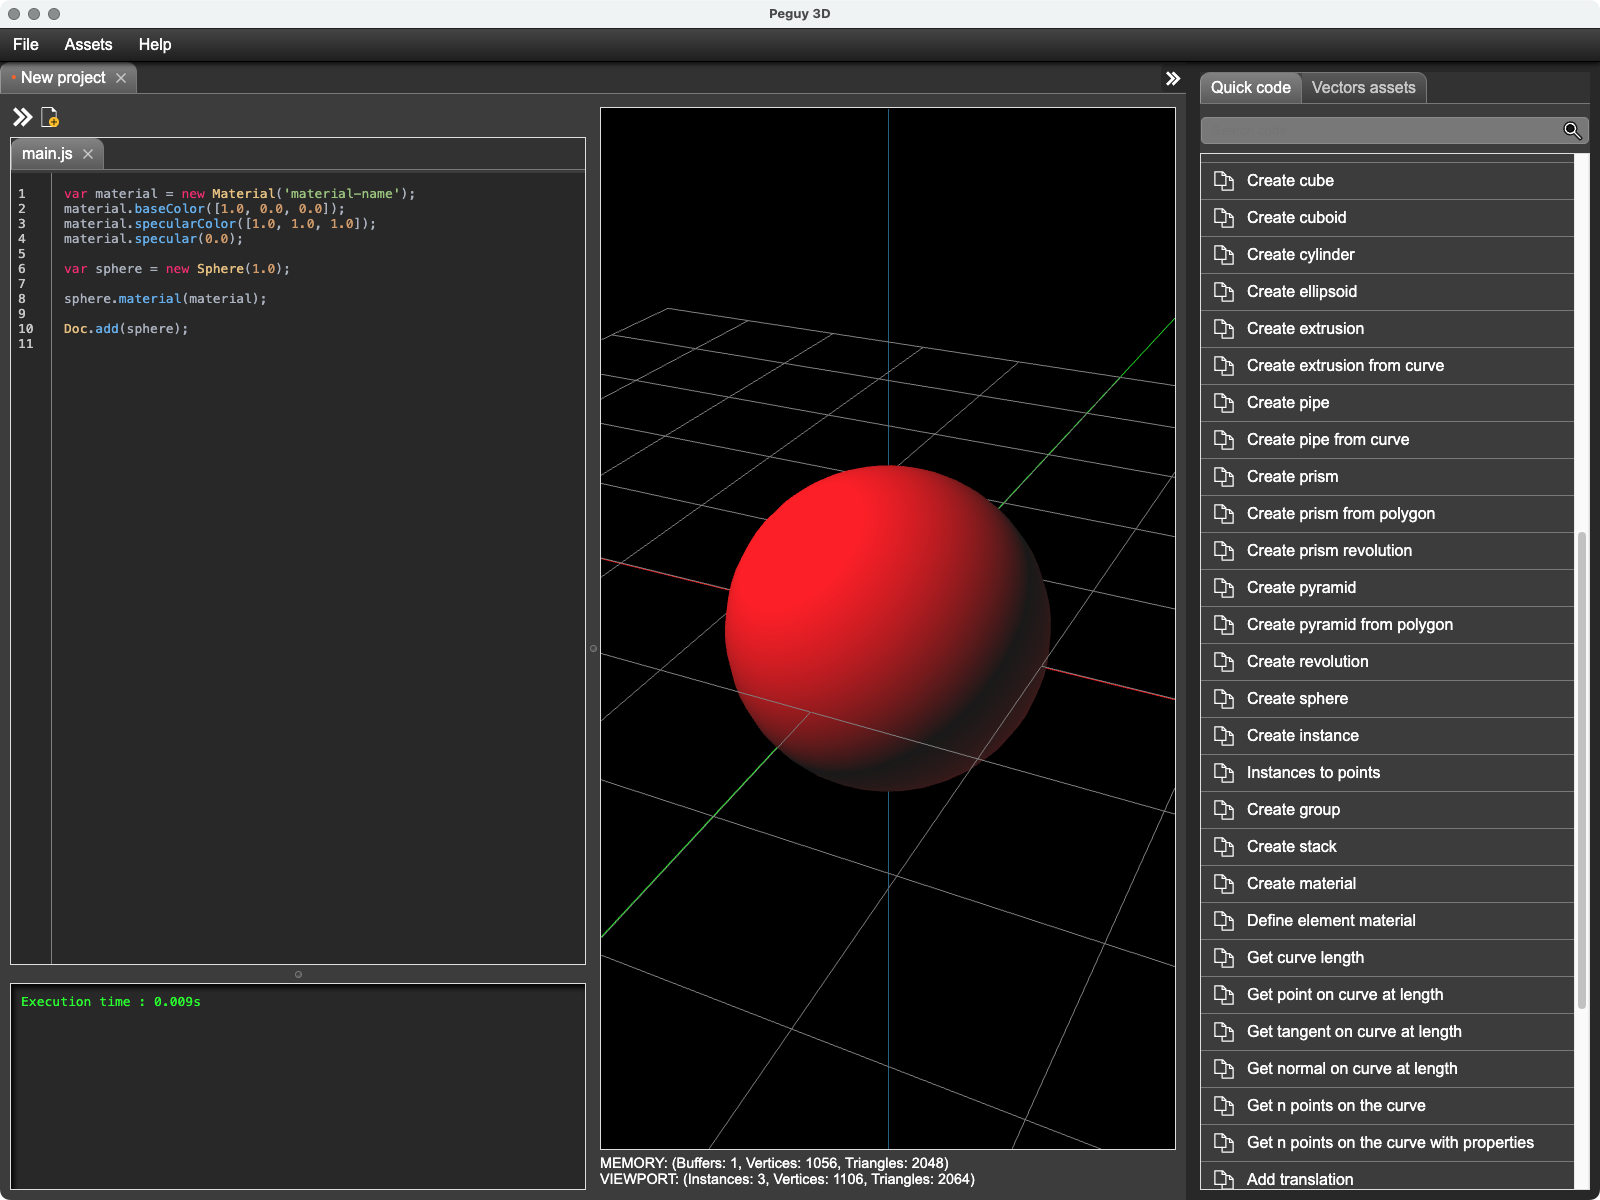 Peguy 3D
File Assets Help
New project
main.js
1 var material = new Material('material-name');
2 material.baseColor([1.0, 0.0, 0.0]);
3 material.specularColor([1.0, 1.0, 1.0]);
4 material.specular(0.0);
5
6 var sphere = new Sphere(1.0);
7
8 sphere.material(material);
9
10 Doc.add(sphere);
11
Execution time : 0.009s
MEMORY: (Buffers: 1, Vertices: 1056, Triangles: 2048)
VIEWPORT: (Instances: 3, Vertices: 1106, Triangles: 2064)
Quick code Vectors assets
Create cube
Create cuboid
Create cylinder
Create ellipsoid
Create extrusion
Create extrusion from curve
Create pipe
Create pipe from curve
Create prism
Create prism from polygon
Create prism revolution
Create pyramid
Create pyramid from polygon
Create revolution
Create sphere
Create instance
Instances to points
Create group
Create stack
Create material
Define element material
Get curve length
Get point on curve at length
Get tangent on curve at length
Get normal on curve at length
Get n points on the curve
Get n points on the curve with properties
Add translation